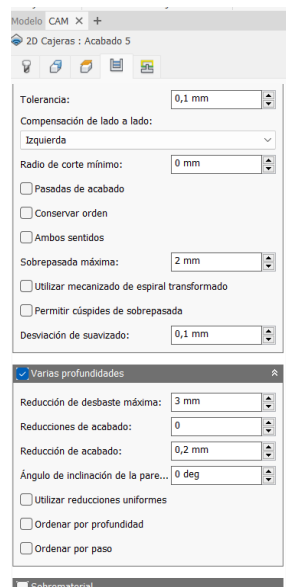 Modelo CAM × +
2D Cajeras : Acabado 5
Tolerancia: 0,1 mm
Compensación de lado a lado:
Izquierda
Radio de corte mínimo: 0 mm
Pasadas de acabado
Conservar orden
Ambos sentidos
Sobrepasada máxima: 2 mm
Utilizar mecanizado de espiral transformado
Permitir cúspides de sobrepasada
Desviación de suavizado: 0,1 mm
Varias profundidades
Reducción de desbaste máxima: 3 mm
Reducciones de acabado: 0
Reducción de acabado: 0,2 mm
Ángulo de inclinación de la pare... 0 deg
Utilizar reducciones uniformes
Ordenar por profundidad
Ordenar por paso
Sobrematerial